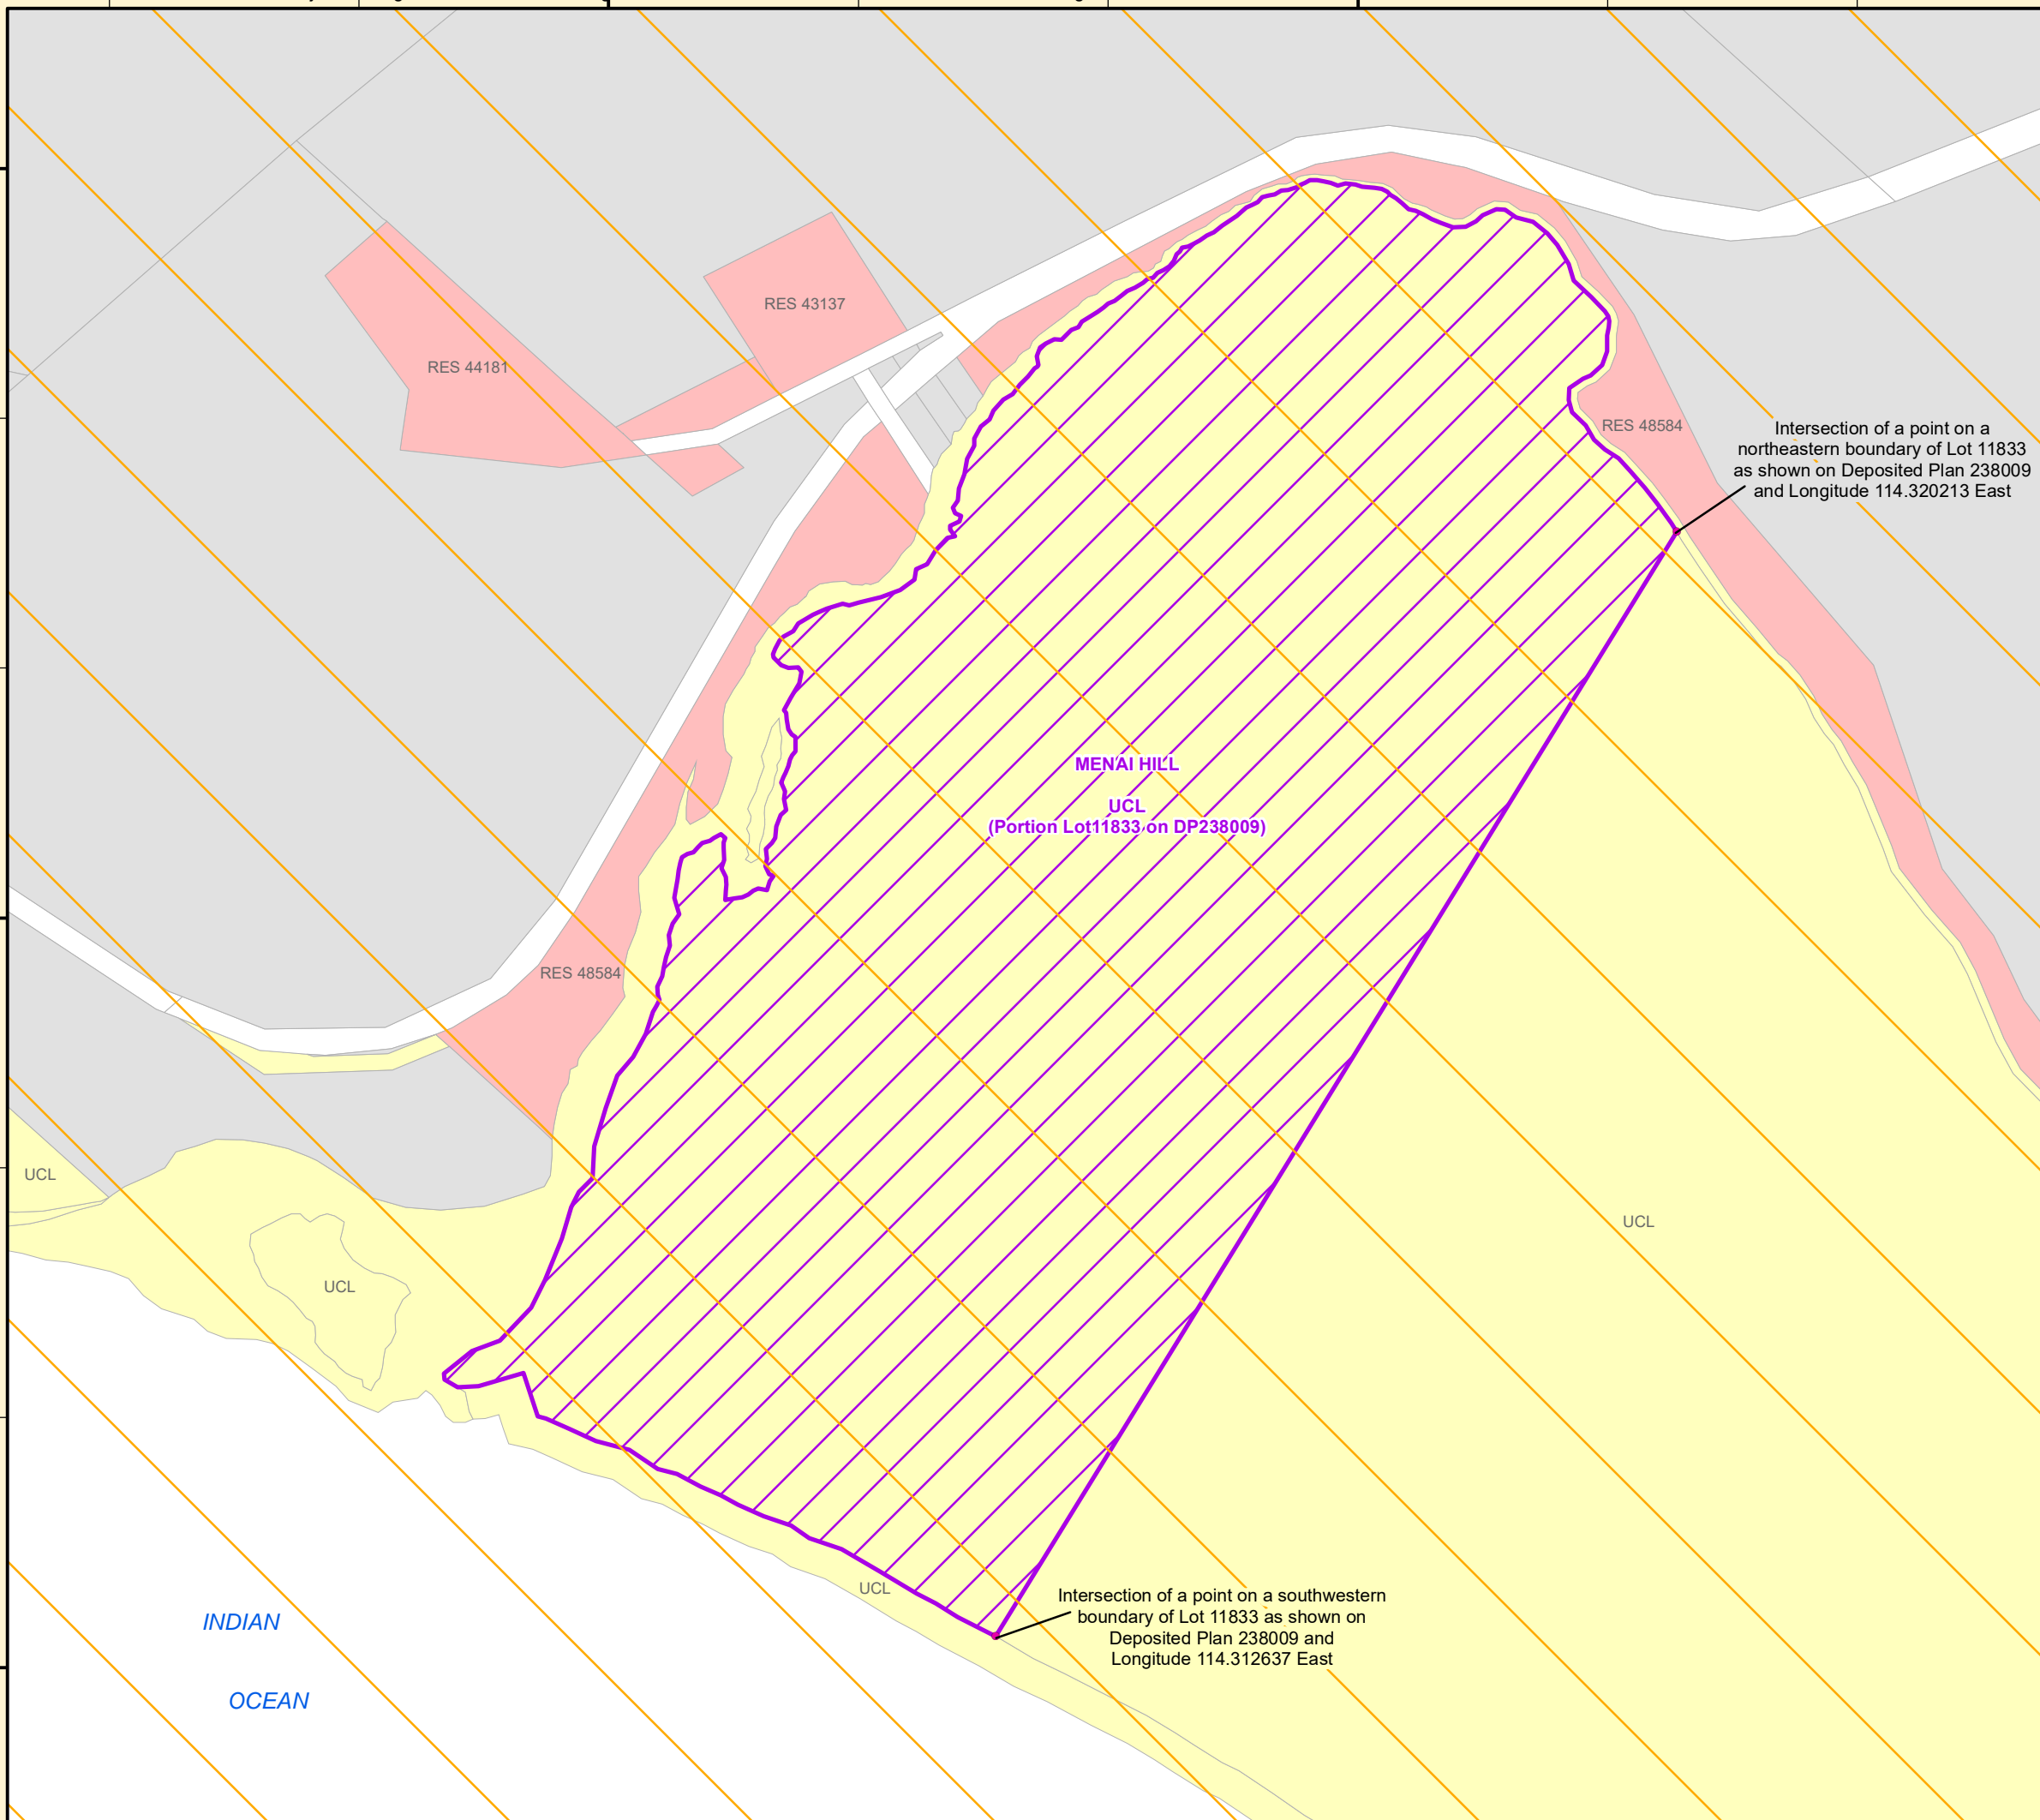 RES 43137
RES 44181
RES 48584
Intersection of a point on a
northeastern boundary of Lot 11833
as shown on Deposited Plan 238009
and Longitude 114.320213 East
MENAI HILL
UCL
(Portion Lot11833 on DP238009)
RES 48584
UCL
UCL
UCL
UCL
Intersection of a point on a southwestern
boundary of Lot 11833 as shown on
Deposited Plan 238009 and
Longitude 114.312637 East
INDIAN
OCEAN